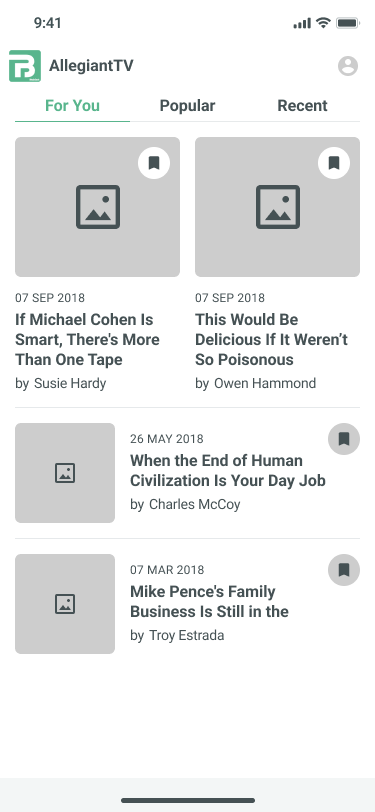 9:41
AllegiantTV
For You
Popular
Recent
07 SEP 2018
If Michael Cohen Is
Smart, There's More
Than One Tape
by Susie Hardy
07 SEP 2018
This Would Be
Delicious If It Weren’t
So Poisonous
by Owen Hammond
26 MAY 2018
When the End of Human
Civilization Is Your Day Job
by Charles McCoy
07 MAR 2018
Mike Pence's Family
Business Is Still in the
by Troy Estrada